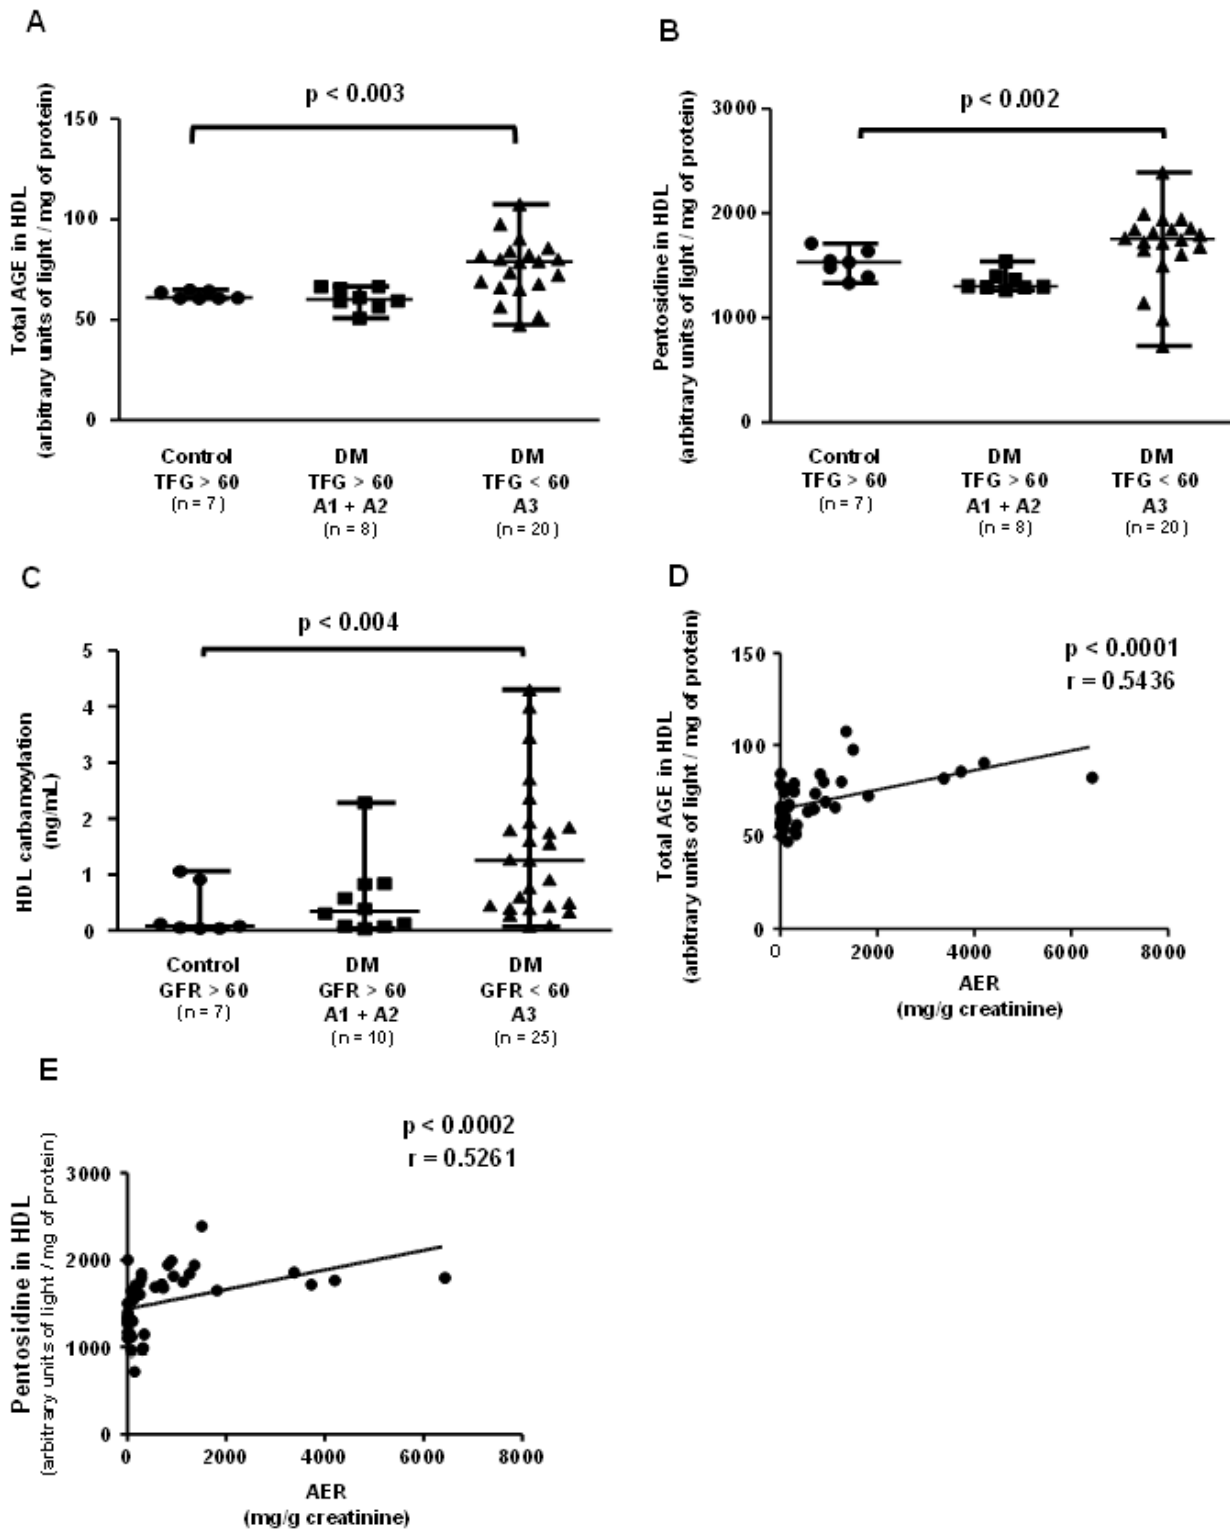 A
p < 0.003
Total AGE in HDL
(arbitrary units of light / mg of protein)
150
100
50
0
Control
TFG > 60
(n = 7)
DM
TFG > 60
A1 + A2
(n = 8)
DM
TFG < 60
A3
(n = 20)
B
p < 0.002
Pentosidine in HDL
(arbitrary units of light / mg of protein)
3000
2000
1000
0
Control
TFG > 60
(n = 7)
DM
TFG > 60
A1 + A2
(n = 8)
DM
TFG < 60
A3
(n = 20)
C
p < 0.004
HDL carbamoylation
(ng/mL)
5
4
3
2
1
0
Control
GFR > 60
(n = 7)
DM
GFR > 60
A1 + A2
(n = 10)
DM
GFR < 60
A3
(n = 25)
D
p < 0.0001
r = 0.5436
Total AGE in HDL
(arbitrary units of light / mg of protein)
150
100
50
0
0
2000
4000
6000
8000
AER
(mg/g creatinine)
E
p < 0.0002
r = 0.5261
Pentosidine in HDL
(arbitrary units of light / mg of protein)
3000
2000
1000
0
0
2000
4000
6000
8000
AER
(mg/g creatinine)